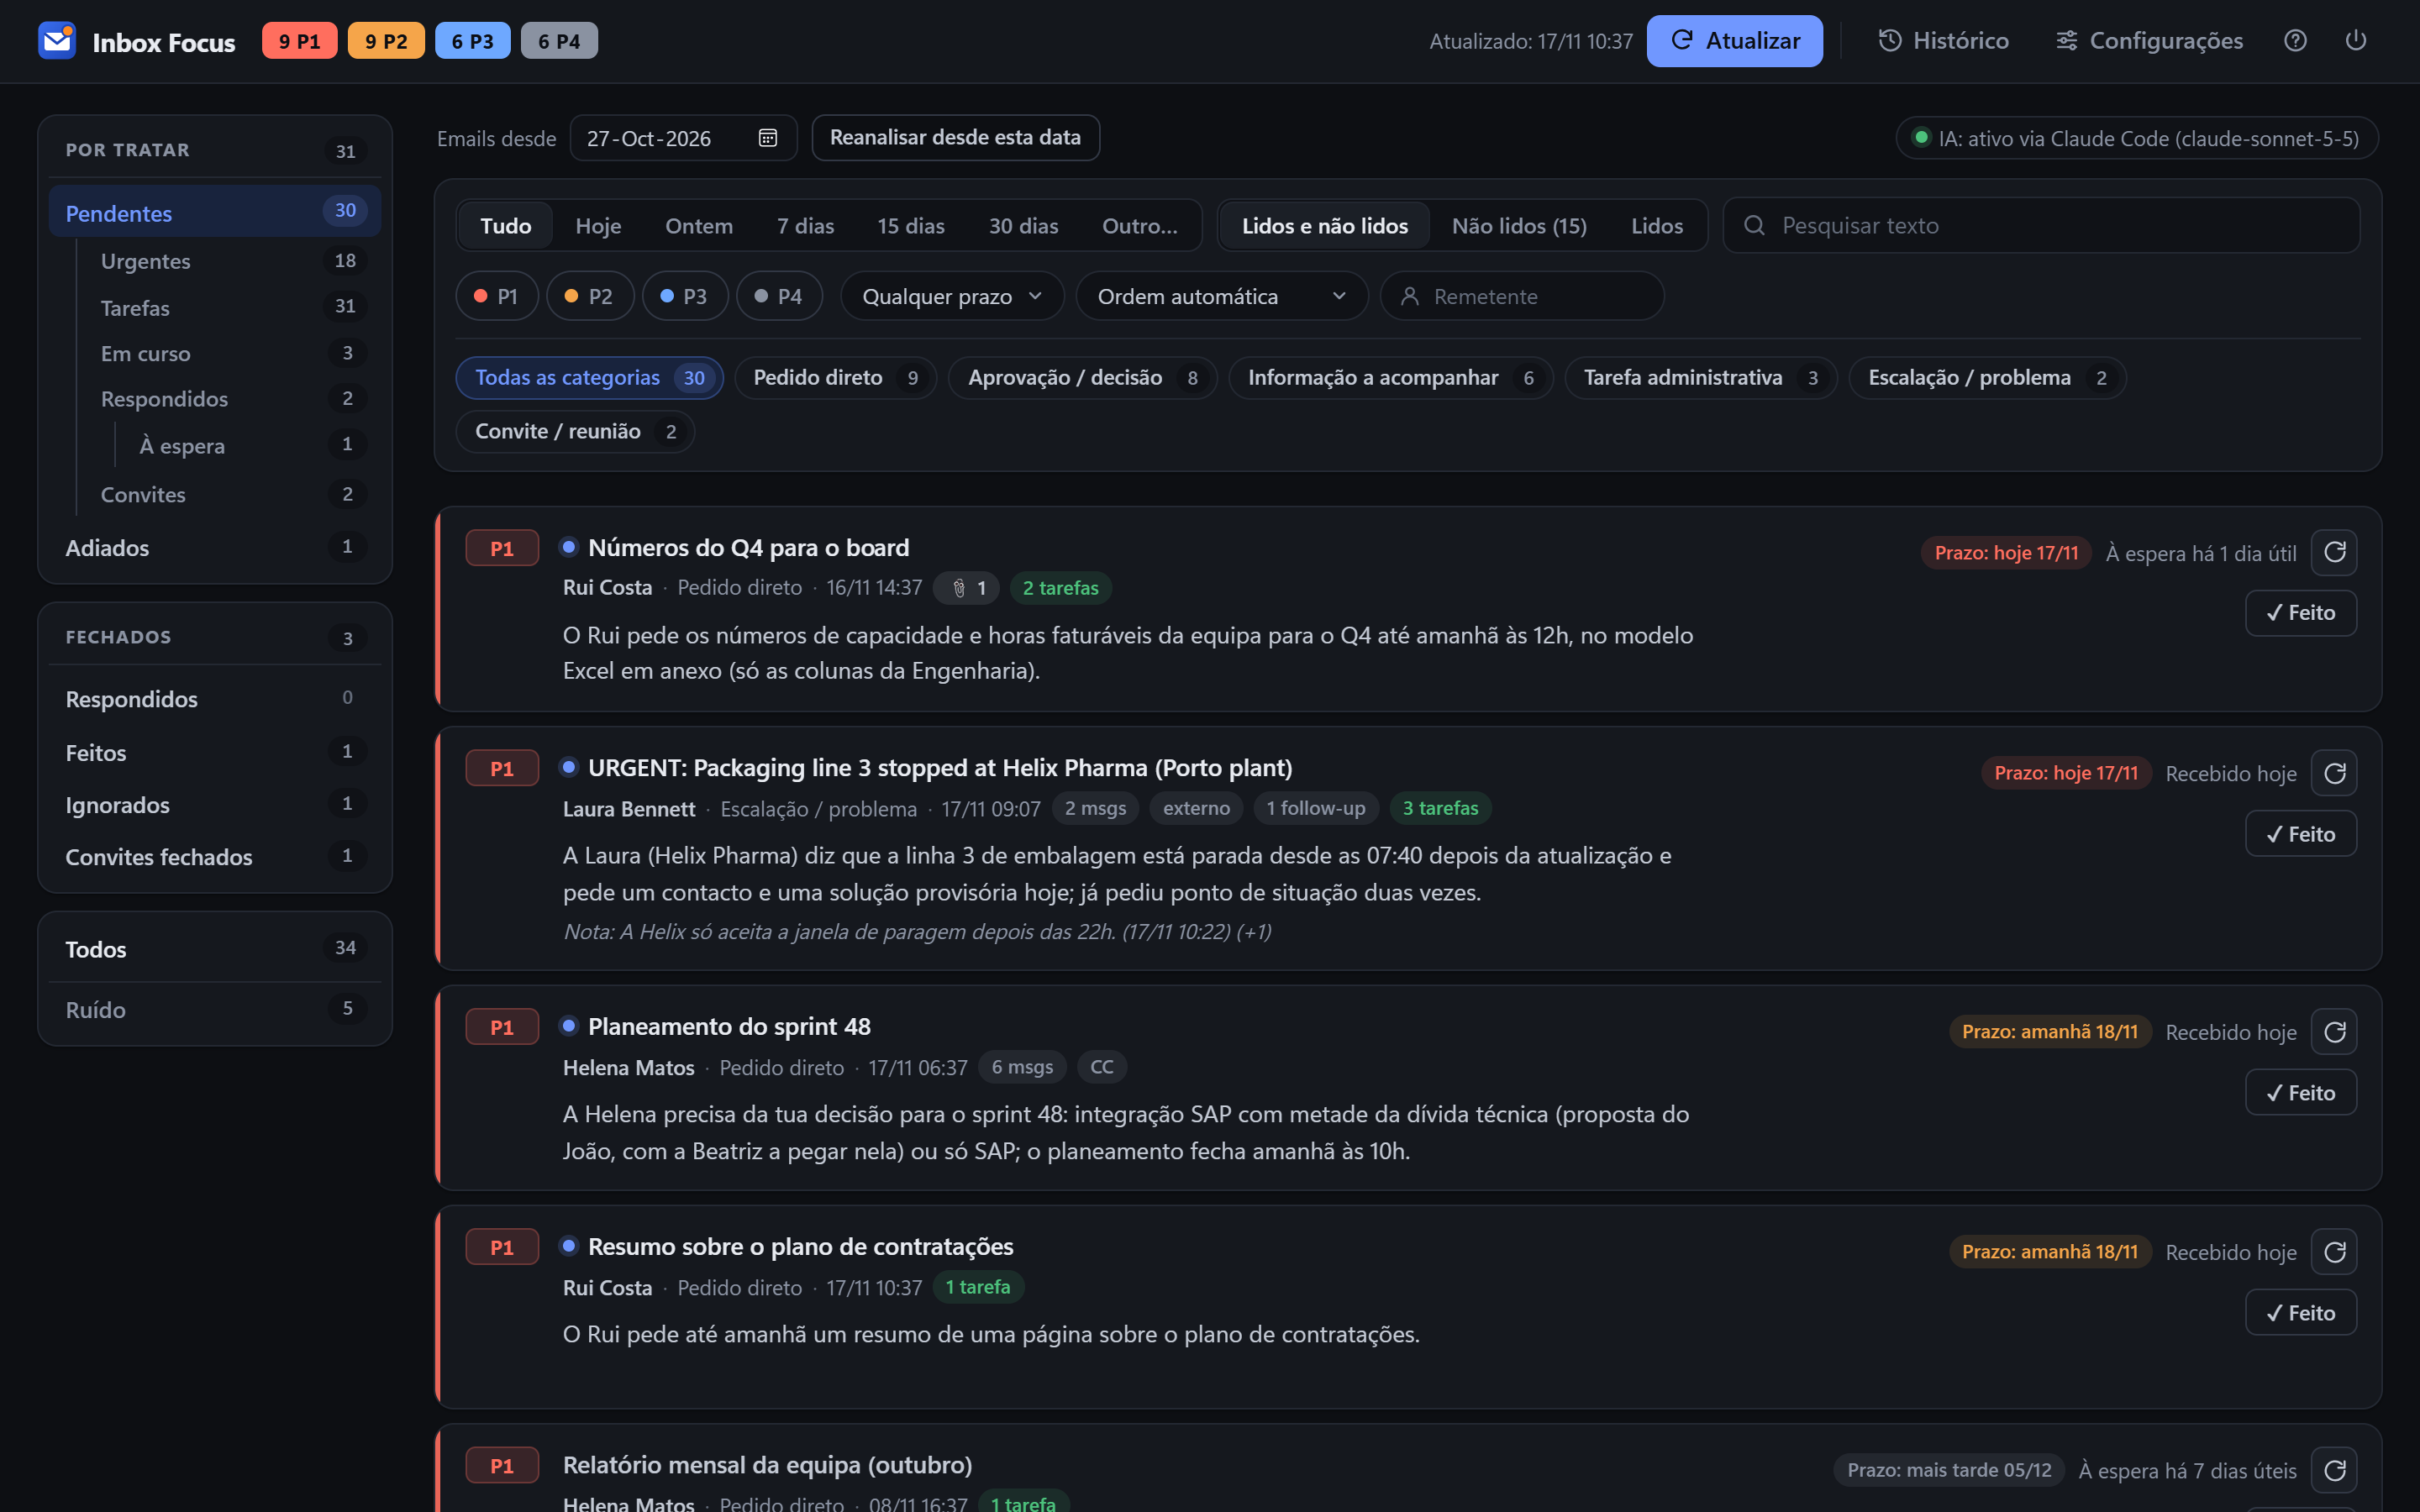 Inbox Focus 9 P1 9 P2 6 P3 6 P4 Atualizado: 17/11 10:37 Atualizar Histórico Configurações
POR TRATAR 31
Pendentes 30
Urgentes 18
Tarefas 31
Em curso 3
Respondidos 2
À espera 1
Convites 2
Adiados 1
FECHADOS 3
Respondidos 0
Feitos 1
Ignorados 1
Convites fechados 1
Todos 34
Ruído 5
Emails desde 27-Oct-2026 Reanalisar desde esta data IA: ativo via Claude Code (claude-sonnet-5-5)
Tudo Hoje Ontem 7 dias 15 dias 30 dias Outro... Lidos e não lidos Não lidos (15) Lidos Pesquisar texto
P1 P2 P3 P4 Qualquer prazo Ordem automática Remetente
Todas as categorias 30 Pedido direto 9 Aprovação / decisão 8 Informação a acompanhar 6 Tarefa administrativa 3 Escalação / problema 2
Convite / reunião 2
P1 Números do Q4 para o board Prazo: hoje 17/11 À espera há 1 dia útil
Rui Costa · Pedido direto · 16/11 14:37 1 2 tarefas
✓ Feito
O Rui pede os números de capacidade e horas faturáveis da equipa para o Q4 até amanhã às 12h, no modelo
Excel em anexo (só as colunas da Engenharia).
P1 URGENT: Packaging line 3 stopped at Helix Pharma (Porto plant) Prazo: hoje 17/11 Recebido hoje
Laura Bennett · Escalação / problema · 17/11 09:07 2 msgs externo 1 follow-up 3 tarefas
✓ Feito
A Laura (Helix Pharma) diz que a linha 3 de embalagem está parada desde as 07:40 depois da atualização e
pede um contacto e uma solução provisória hoje; já pediu ponto de situação duas vezes.
Nota: A Helix só aceita a janela de paragem depois das 22h. (17/11 10:22) (+1)
P1 Planeamento do sprint 48 Prazo: amanhã 18/11 Recebido hoje
Helena Matos · Pedido direto · 17/11 06:37 6 msgs CC
✓ Feito
A Helena precisa da tua decisão para o sprint 48: integração SAP com metade da dívida técnica (proposta do
João, com a Beatriz a pegar nela) ou só SAP; o planeamento fecha amanhã às 10h.
P1 Resumo sobre o plano de contratações Prazo: amanhã 18/11 Recebido hoje
Rui Costa · Pedido direto · 17/11 10:37 1 tarefa
✓ Feito
O Rui pede até amanhã um resumo de uma página sobre o plano de contratações.
P1 Relatório mensal da equipa (outubro) Prazo: mais tarde 05/12 À espera há 7 dias úteis
Helena Matos · Pedido direto · 08/11 16:37 1 tarefa